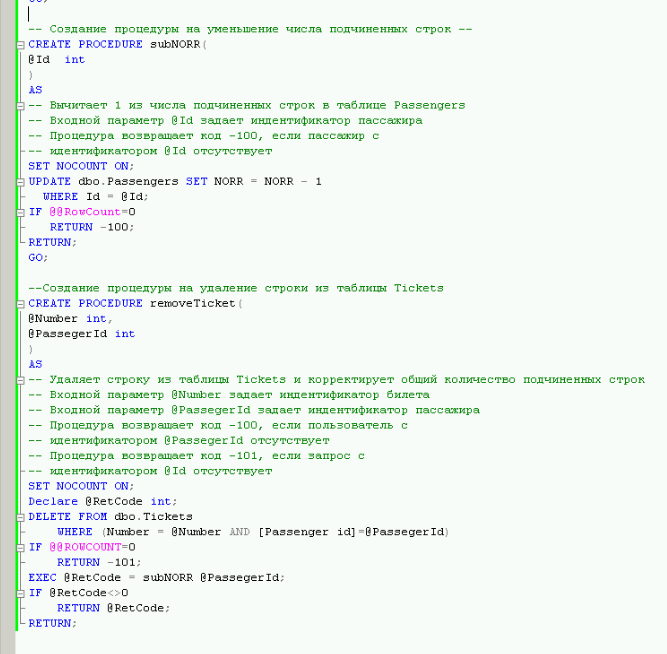 GO;
-- Создание процедуры на уменьшение числа подчиненных строк --
CREATE PROCEDURE subNORR(
@Id  int
)
AS
-- Вычитает 1 из числа подчиненных строк в таблице Passengers
-- Входной параметр @Id задает индентификатор пассажира
-- Процедура возвращает код -100, если пассажир с
-- идентификатором @Id отсутствует
SET NOCOUNT ON;
UPDATE dbo.Passengers SET NORR = NORR - 1
  WHERE Id = @Id;
IF @@RowCount=0
   RETURN -100;
RETURN;
GO;
--Создание процедуры на удаление строки из таблицы Tickets
CREATE PROCEDURE removeTicket(
@Number int,
@PassegerId int
)
AS
-- Удаляет строку из таблицы Tickets и корректирует общий количество подчиненных строк
-- Входной параметр @Number задает индентификатор билета
-- Входной параметр @PassegerId задает индентификатор пассажира
-- Процедура возвращает код -100, если пользователь с
-- идентификатором @PassegerId отсутствует
-- Процедура возвращает код -101, если запрос с
-- идентификатором @Id отсутствует
SET NOCOUNT ON;
Declare @RetCode int;
DELETE FROM dbo.Tickets
    WHERE (Number = @Number AND [Passenger id]=@PassegerId)
IF @@ROWCOUNT=0
    RETURN -101;
EXEC @RetCode = subNORR @PassegerId;
IF @RetCode<>0
    RETURN @RetCode;
RETURN;